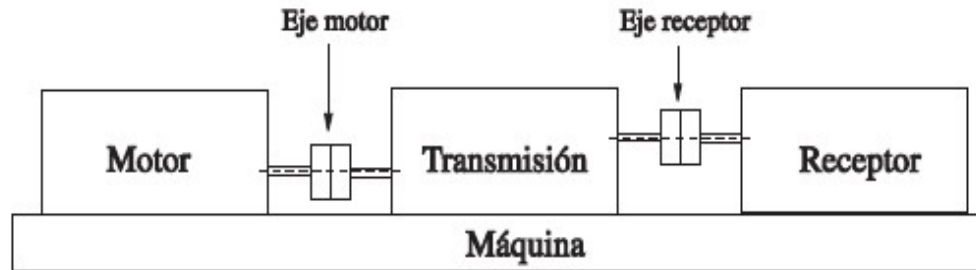 Eje motor
Eje receptor
Motor
Transmisión
Receptor
Máquina